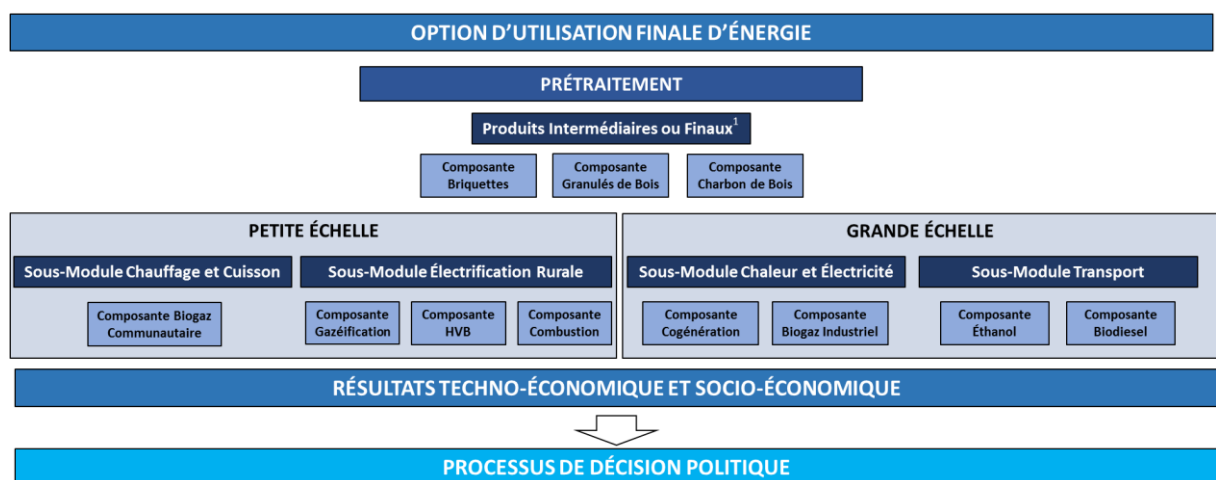 OPTION D'UTILISATION FINALE D'ÉNERGIE
PRÉTRAITEMENT
Produits Intermédiaires ou Finaux¹
Composante
Briquettes
Composante
Granulés de Bois
Composante
Charbon de Bois
PETITE ÉCHELLE
Sous-Module Chauffage et Cuisson
Composante Biogaz
Communautaire
Sous-Module Électrification Rurale
Composante
Gazéification
Composante
HVB
Composante
Combustion
GRANDE ÉCHELLE
Sous-Module Chaleur et Électricité
Composante
Cogénération
Composante
Biogaz Industriel
Sous-Module Transport
Composante
Éthanol
Composante
Biodiesel
RÉSULTATS TECHNO-ÉCONOMIQUE ET SOCIO-ÉCONOMIQUE
PROCESSUS DE DÉCISION POLITIQUE